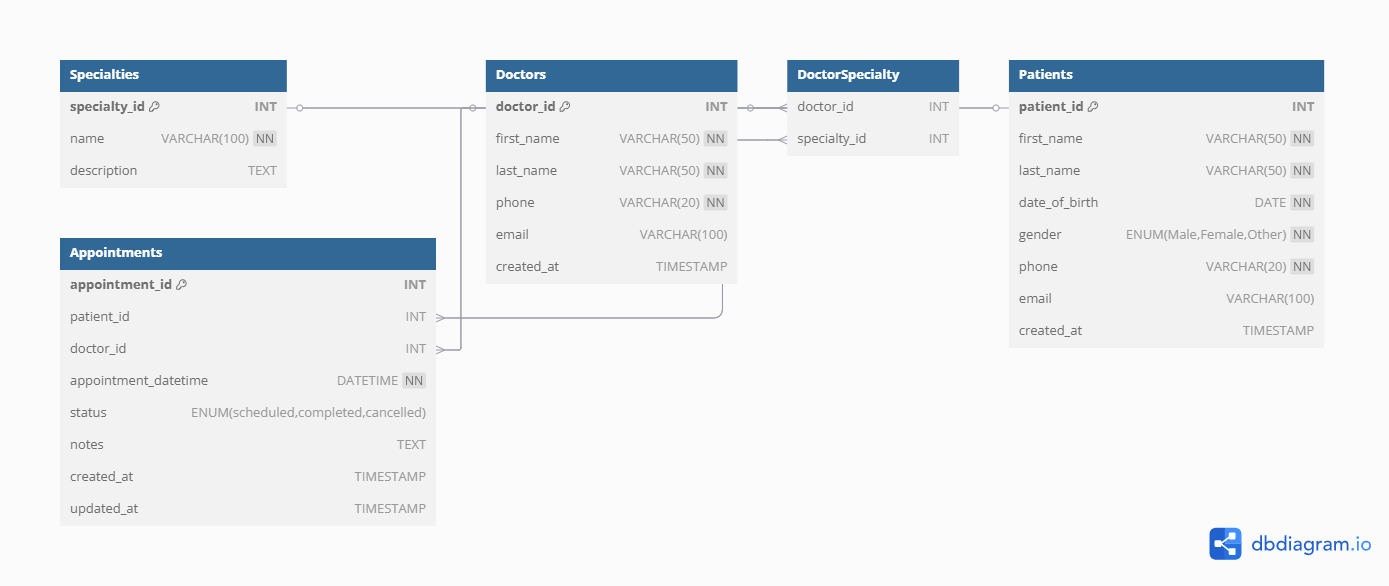 Specialties
specialty_id INT
name VARCHAR(100) NN
description TEXT
Appointments
appointment_id INT
patient_id INT
doctor_id INT
appointment_datetime DATETIME NN
status ENUM(scheduled,completed,cancelled)
notes TEXT
created_at TIMESTAMP
updated_at TIMESTAMP
Doctors
doctor_id INT
first_name VARCHAR(50) NN
last_name VARCHAR(50) NN
phone VARCHAR(20) NN
email VARCHAR(100)
created_at TIMESTAMP
DoctorSpecialty
doctor_id INT
specialty_id INT
Patients
patient_id INT
first_name VARCHAR(50) NN
last_name VARCHAR(50) NN
date_of_birth DATE NN
gender ENUM(Male,Female,Other) NN
phone VARCHAR(20) NN
email VARCHAR(100)
created_at TIMESTAMP
dbdiagram.io